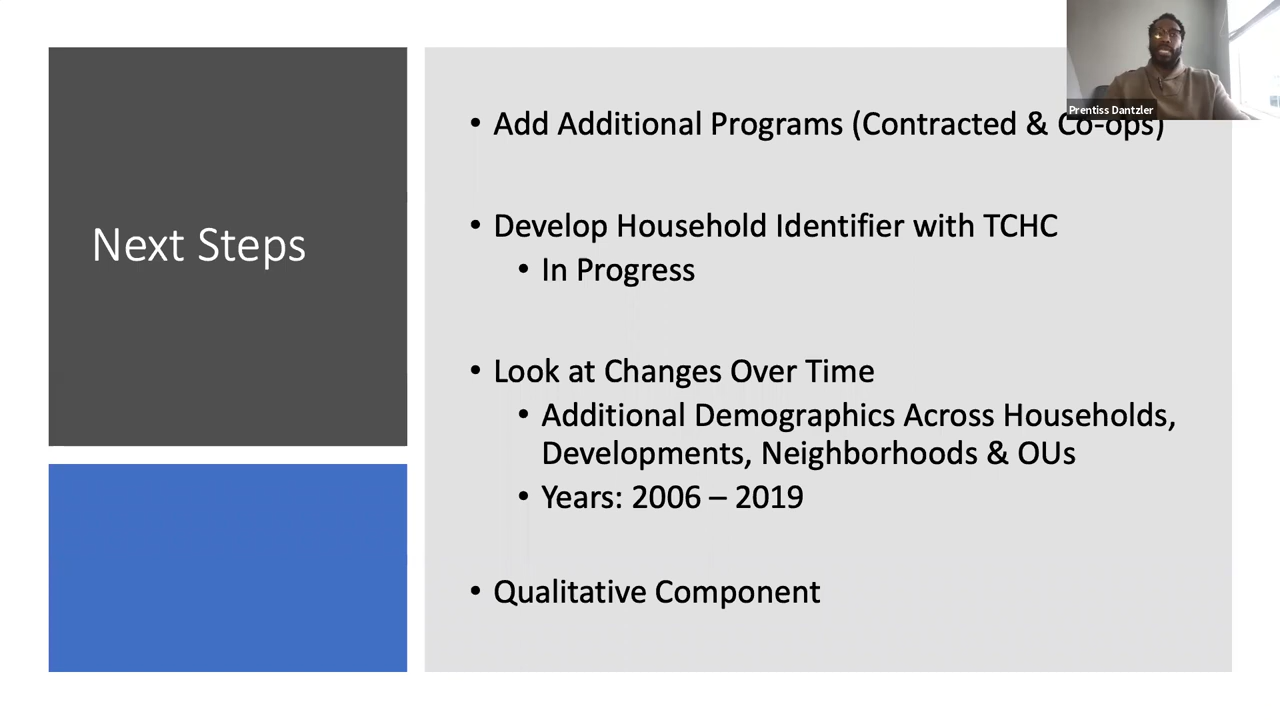 Prentiss Dantzler
Next Steps
• Add Additional Programs (Contracted & Co-ops)
• Develop Household Identifier with TCHC
• In Progress
• Look at Changes Over Time
• Additional Demographics Across Households,
Developments, Neighborhoods & OUs
• Years: 2006 – 2019
• Qualitative Component